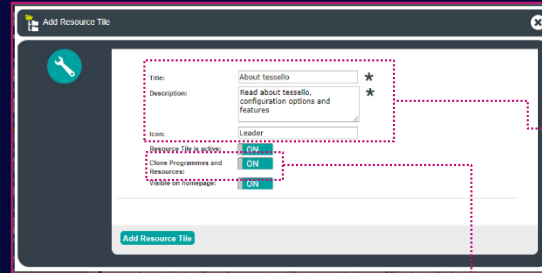 Add Resource Tile
Title: About tessello *
Description: Read about tessello, *
configuration options and
features
Icon: Leader
Resource Tile is active: ON
Clone Programmes and ON
Resources:
Visible on homepage: ON
Add Resource Tile